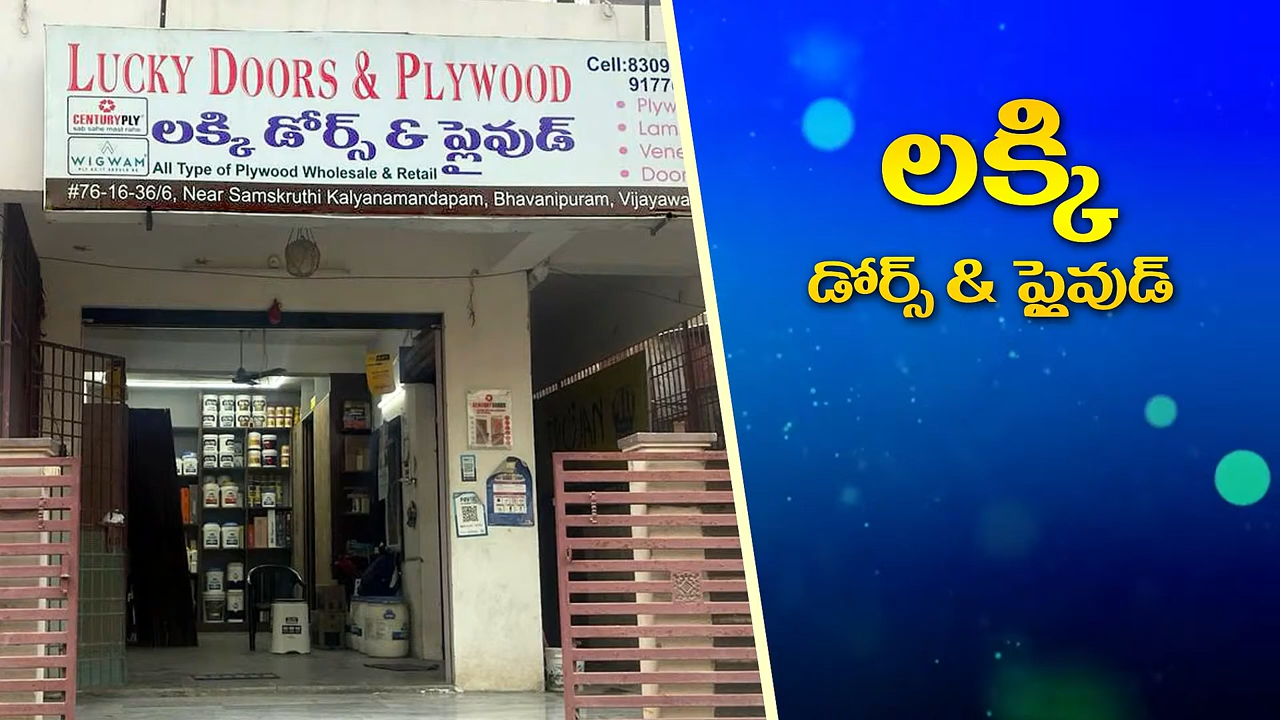 LUCKY DOORS & PLYWOOD
Cell:8309
9177
CENTURYPLY
sab sahe mast rahe
లక్కి డోర్స్ & ప్లైవుడ్
WIGWAM
All Type of Plywood Wholesale & Retail
• Plyw
• Lam
• Vene
• Door
#76-16-36/6, Near Samskruthi Kalyanamandapam, Bhavanipuram, Vijayawa
లక్కి
డోర్స్ & ప్లైవుడ్